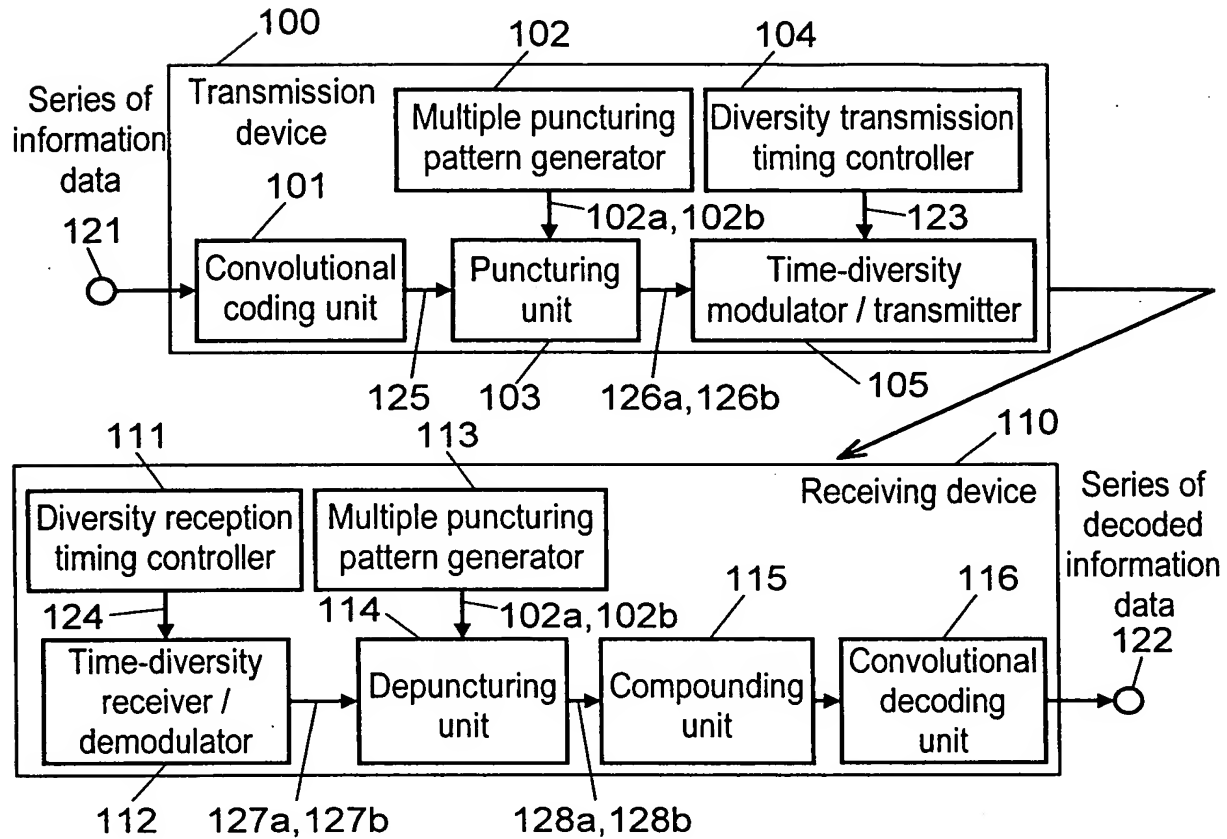 100
102
104
Series of
information
data
121
Transmission
device
101
Multiple puncturing
pattern generator
Diversity transmission
timing controller
102a, 102b
123
Convolutional
coding unit
Puncturing
unit
Time-diversity
modulator / transmitter
125
103
126a, 126b
105
111
113
110
Receiving device
Diversity reception
timing controller
Multiple puncturing
pattern generator
Series of
decoded
information
data
122
124
114
102a, 102b
115
116
Time-diversity
receiver /
demodulator
Depuncturing
unit
Compounding
unit
Convolutional
decoding
unit
112
127a, 127b
128a, 128b